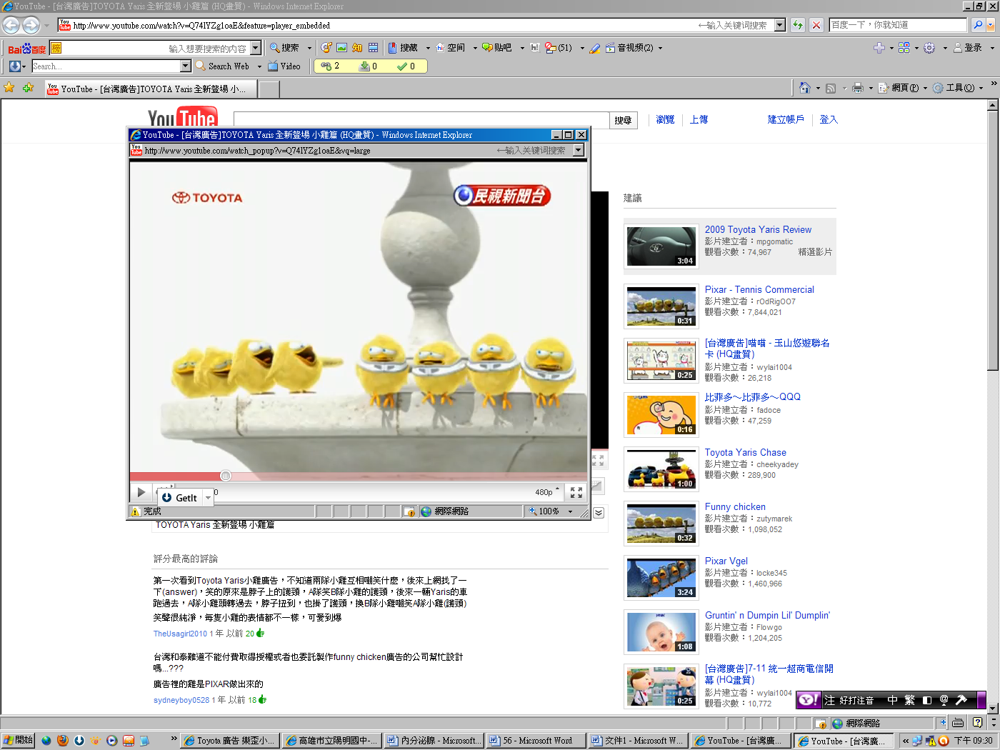 YouTube - [台灣廣告]TOYOTA Yaris 全新登場 小雞篇 (HQ畫質) - Windows Internet Explorer
http://www.youtube.com/watch?v=Q74lYZg1oaE&feature=player_embedded
←输入关键词搜索
百度一下，你就知道
Bai 百度
输入想要搜索的内容
搜索
搜藏
空间
贴吧
(51)
音视频(2)
登录
Search...
Search Web
Video
2
0
0
YouTube - [台灣廣告]TOYOTA Yaris 全新登場 小...
網頁(P)
工具(O)
YouTube
搜尋
瀏覽
上傳
建立帳戶
登入
YouTube - [台灣廣告]TOYOTA Yaris 全新登場 小雞篇 (HQ畫質) - Windows Internet Explorer
http://www.youtube.com/watch_popup?v=Q74lYZg1oaE&vq=large
←输入关键词搜索
TOYOTA
民視新聞台
480p
GetIt
完成
網際網路
100%
TOYOTA Yaris 全新登場 小雞篇
評分最高的評論
第一次看到Toyota Yaris小雞廣告，不知道兩隊小雞互相嘲笑什麼，後來上網找了一
下(answer)，笑的原來是脖子上的護頸，A隊笑B隊小雞的護頸，後來一輛Yaris的車
跑過去，A隊小雞頭轉過去，脖子扭到，也掛了護頸，換B隊小雞嘲笑A隊小雞(護頸)
笑聲很純淨，每隻小雞的表情都不一樣，可愛到爆
TheUsagirl2010 1 年 以前 20
台湾和泰難道不能付費取得授權或者也委託製作funny chicken廣告的公司幫忙設計
嗎...???
廣告裡的雞是PIXAR做出來的
sydneyboy0528 1 年 以前 18
建議
2009 Toyota Yaris Review
影片建立者：mpgomatic
觀看次數：74,967
精選影片
3:04
Pixar - Tennis Commercial
影片建立者：rOdRigOO7
觀看次數：7,844,021
0:31
[台灣廣告]喵喵 - 玉山悠遊聯名
卡 (HQ畫質)
影片建立者：wylai1004
觀看次數：26,218
0:25
比菲多～比菲多～QQQ
影片建立者：fadoce
觀看次數：47,259
0:16
Toyota Yaris Chase
影片建立者：cheekyadey
觀看次數：289,900
1:00
Funny chicken
影片建立者：zutymarek
觀看次數：1,098,052
0:32
Pixar Vgel
影片建立者：locke345
觀看次數：1,460,966
3:24
Gruntin' n Dumpin Lil' Dumplin'
影片建立者：Flowgo
觀看次數：1,204,205
1:08
[台灣廣告]7-11 統一超商電信開
幕 (HQ畫質)
影片建立者：wylai1004
觀看次數：10,772
0:25
Y! 注 好打注音 中 繁
網際網路
開始
Toyota 廣告 樂歪小...
高雄市立陽明國中-...
內分泌腺 - Microsoft...
56 - Microsoft Word
文件1 - Microsoft W...
YouTube - [台灣廣...
YouTube - [台灣廣...
下午 09:30